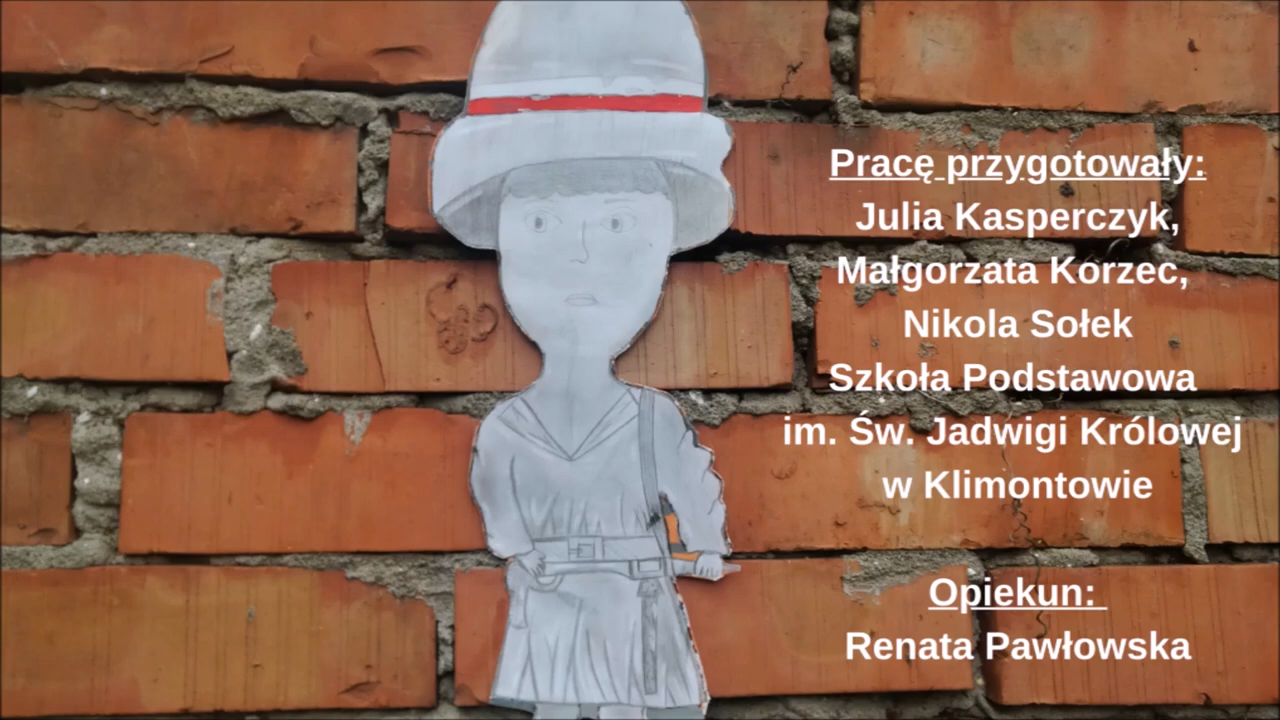 Pracę przygotowały:
Julia Kasperczyk,
Małgorzata Korzec,
Nikola Sołek
Szkoła Podstawowa
im. Św. Jadwigi Królowej
w Klimontowie
Opiekun:
Renata Pawłowska